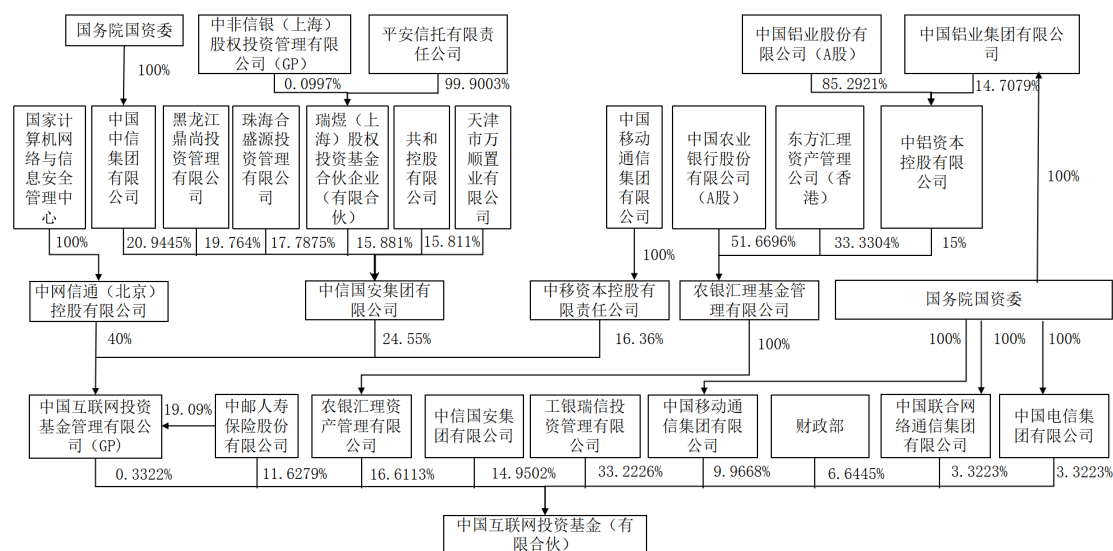 国务院国资委
中非信银（上海）
股权投资管理有限
公司（GP）
平安信托有限责
任公司
中国铝业股份有
限公司（A股）
中国铝业集团有限公
司
100%
0.0997%
99.9003%
85.2921%
14.7079%
国家计
算机网
络与信
息安全
管理中
心
中国
中信
集团
有限
公司
黑龙江
鼎尚投
资管理
有限公
司
珠海合
盛源投
资管理
有限公
司
瑞煜（上
海）股权
投资基金
合伙企业
（有限合
伙）
共和
控股
有限
公司
天津
市万
顺置
业有
限公
司
中国
移动
通信
集团
有限
公司
中国农业
银行股份
有限公司
（A股）
东方汇理
资产管理
公司（香
港）
中铝资本
控股有限
公司
100%
100%
20.9445%
19.764%
17.7875%
15.881%
15.811%
100%
51.6696%
33.3304%
15%
中网信通（北京）
控股有限公司
中信国安集团有
限公司
中移资本控股有
限责任公司
农银汇理基金管
理有限公司
国务院国资委
40%
24.55%
16.36%
100%
100%
100%
100%
中国互联网投资
基金管理有限公
司（GP）
19.09%
中邮人寿
保险股份
有限公司
农银汇理资
产管理有限
公司
中信国安集
团有限公司
工银瑞信投
资管理有限
公司
中国移动通
信集团有限
公司
财政部
中国联合网
络通信集团
有限公司
中国电信集
团有限公司
0.3322%
11.6279%
16.6113%
14.9502%
33.2226%
9.9668%
6.6445%
3.3223%
3.3223%
中国互联网投资基金（有
限合伙）